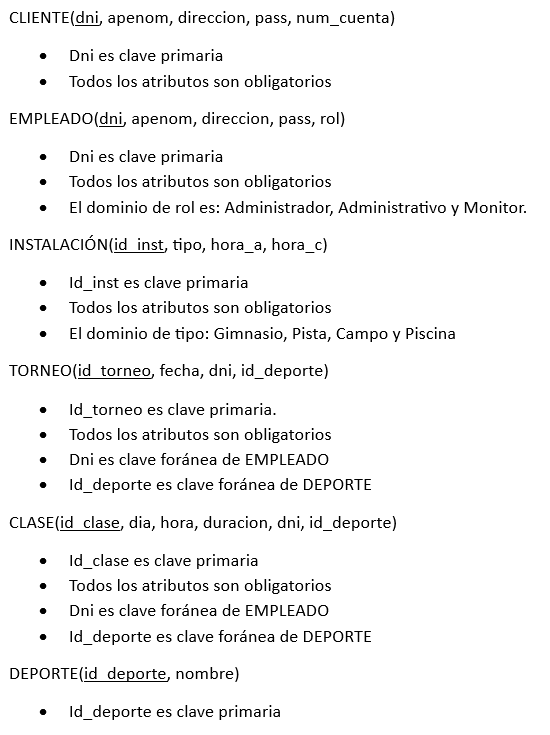 CLIENTE(dni, apenom, direccion, pass, num_cuenta)
• Dni es clave primaria
• Todos los atributos son obligatorios
EMPLEADO(dni, apenom, direccion, pass, rol)
• Dni es clave primaria
• Todos los atributos son obligatorios
• El dominio de rol es: Administrador, Administrativo y Monitor.
INSTALACIÓN(id_inst, tipo, hora_a, hora_c)
• Id_inst es clave primaria
• Todos los atributos son obligatorios
• El dominio de tipo: Gimnasio, Pista, Campo y Piscina
TORNEO(id_torneo, fecha, dni, id_deporte)
• Id_torneo es clave primaria.
• Todos los atributos son obligatorios
• Dni es clave foránea de EMPLEADO
• Id_deporte es clave foránea de DEPORTE
CLASE(id_clase, dia, hora, duracion, dni, id_deporte)
• Id_clase es clave primaria
• Todos los atributos son obligatorios
• Dni es clave foránea de EMPLEADO
• Id_deporte es clave foránea de DEPORTE
DEPORTE(id_deporte, nombre)
• Id_deporte es clave primaria